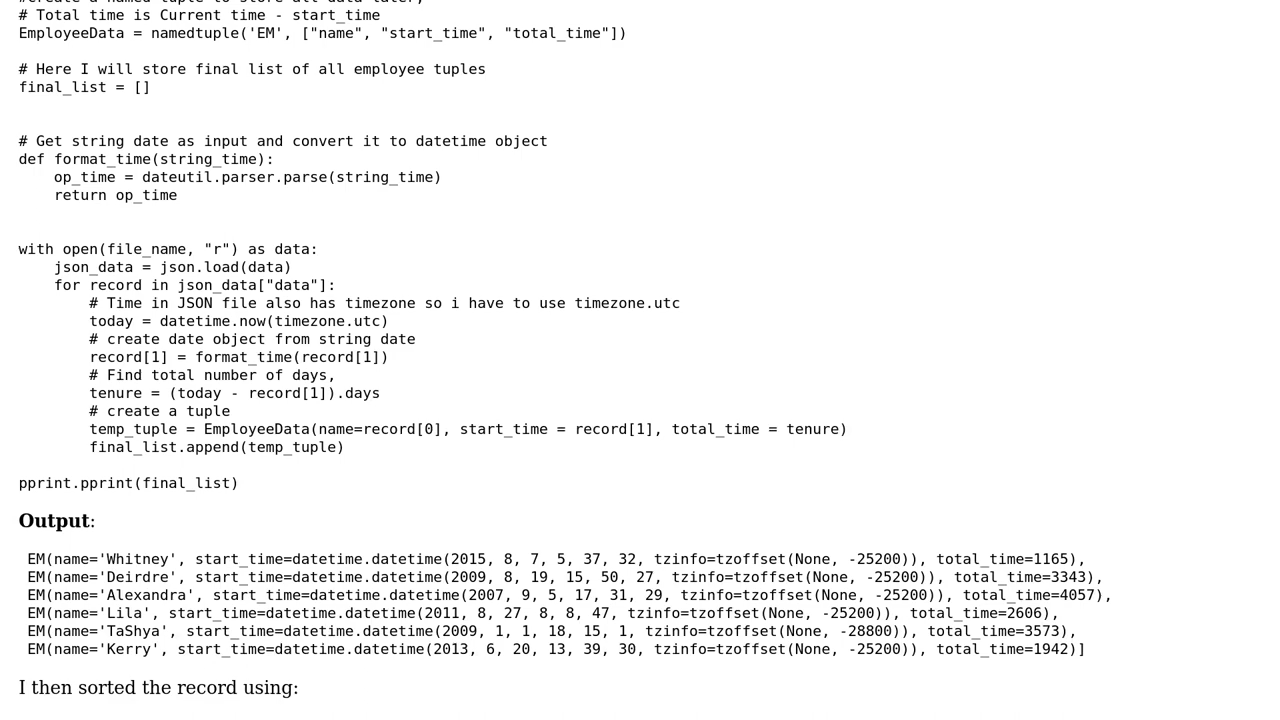 #create a named tuple to store all data later,
# Total time is Current time - start_time
EmployeeData = namedtuple('EM', ["name", "start_time", "total_time"])
# Here I will store final list of all employee tuples
final_list = []
# Get string date as input and convert it to datetime object
def format_time(string_time):
    op_time = dateutil.parser.parse(string_time)
    return op_time
with open(file_name, "r") as data:
    json_data = json.load(data)
    for record in json_data["data"]:
        # Time in JSON file also has timezone so i have to use timezone.utc
        today = datetime.now(timezone.utc)
        # create date object from string date
        record[1] = format_time(record[1])
        # Find total number of days,
        tenure = (today - record[1]).days
        # create a tuple
        temp_tuple = EmployeeData(name=record[0], start_time = record[1], total_time = tenure)
        final_list.append(temp_tuple)
pprint.pprint(final_list)
Output:
 EM(name='Whitney', start_time=datetime.datetime(2015, 8, 7, 5, 37, 32, tzinfo=tzoffset(None, -25200)), total_time=1165),
 EM(name='Deirdre', start_time=datetime.datetime(2009, 8, 19, 15, 50, 27, tzinfo=tzoffset(None, -25200)), total_time=3343),
 EM(name='Alexandra', start_time=datetime.datetime(2007, 9, 5, 17, 31, 29, tzinfo=tzoffset(None, -25200)), total_time=4057),
 EM(name='Lila', start_time=datetime.datetime(2011, 8, 27, 8, 8, 47, tzinfo=tzoffset(None, -25200)), total_time=2606),
 EM(name='TaShya', start_time=datetime.datetime(2009, 1, 1, 18, 15, 1, tzinfo=tzoffset(None, -28800)), total_time=3573),
 EM(name='Kerry', start_time=datetime.datetime(2013, 6, 20, 13, 39, 30, tzinfo=tzoffset(None, -25200)), total_time=1942)]
I then sorted the record using: